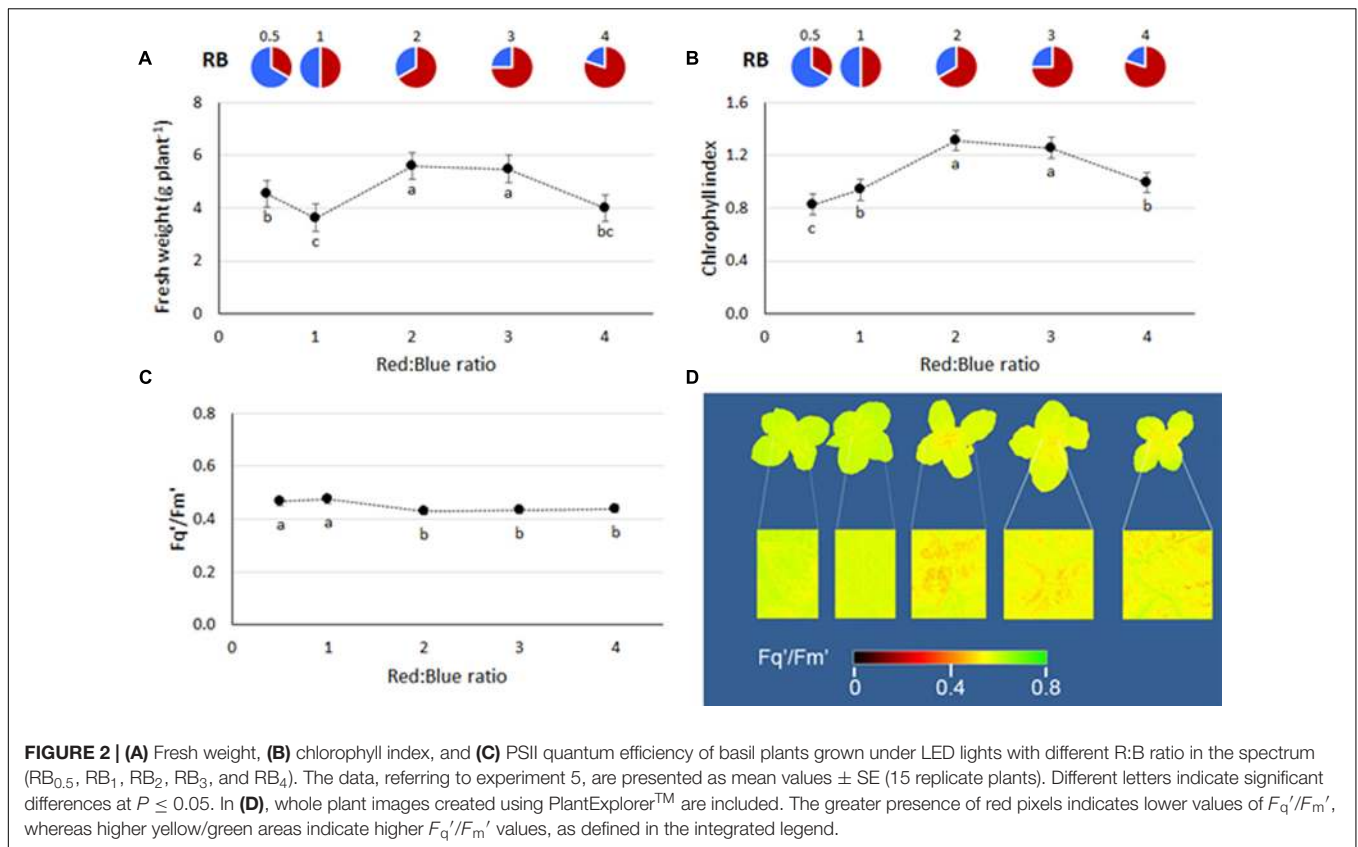 A
RB
0.5
1
2
3
4
Fresh weight (g plant⁻¹)
8
6
4
2
0
b
c
a
a
bc
0
1
2
3
4
Red:Blue ratio
B
RB
0.5
1
2
3
4
Chlrophyll index
1.6
1.2
0.8
0.4
0.0
c
b
a
a
b
0
1
2
3
4
Red:Blue ratio
C
Fq'/Fm'
0.8
0.6
0.4
0.2
0.0
a
a
b
b
b
0
1
2
3
4
Red:Blue ratio
D
Fq'/Fm'
0
0.4
0.8
FIGURE 2 | (A) Fresh weight, (B) chlorophyll index, and (C) PSII quantum efficiency of basil plants grown under LED lights with different R:B ratio in the spectrum
(RB0.5, RB1, RB2, RB3, and RB4). The data, referring to experiment 5, are presented as mean values ± SE (15 replicate plants). Different letters indicate significant
differences at P ≤ 0.05. In (D), whole plant images created using PlantExplorer™ are included. The greater presence of red pixels indicates lower values of Fq′/Fm′,
whereas higher yellow/green areas indicate higher Fq′/Fm′ values, as defined in the integrated legend.